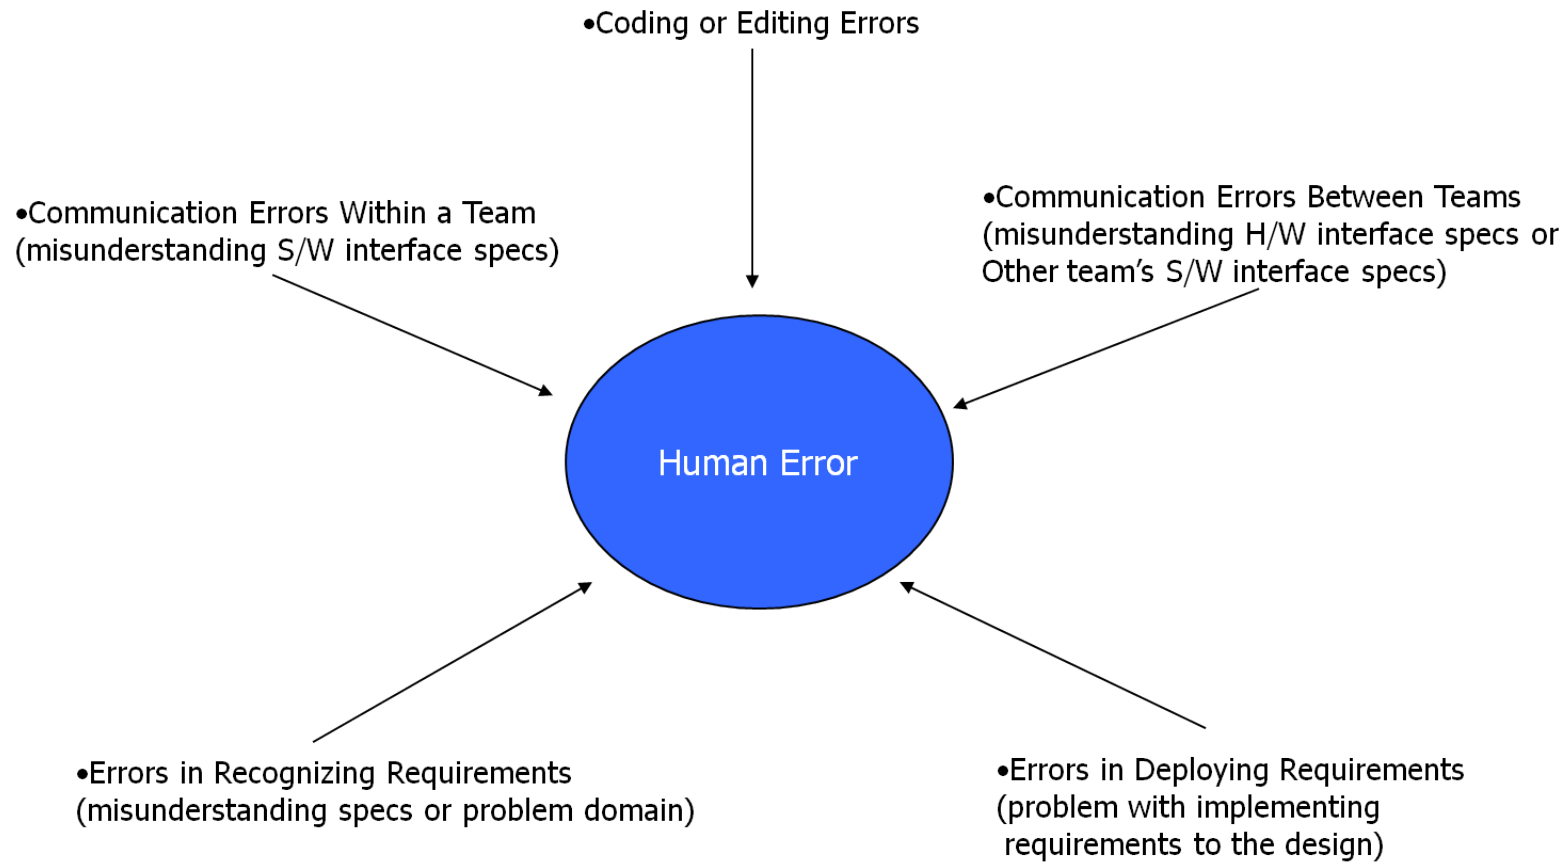 •Coding or Editing Errors
•Communication Errors Within a Team
(misunderstanding S/W interface specs)
•Communication Errors Between Teams
(misunderstanding H/W interface specs or
Other team’s S/W interface specs)
Human Error
•Errors in Recognizing Requirements
(misunderstanding specs or problem domain)
•Errors in Deploying Requirements
(problem with implementing
requirements to the design)